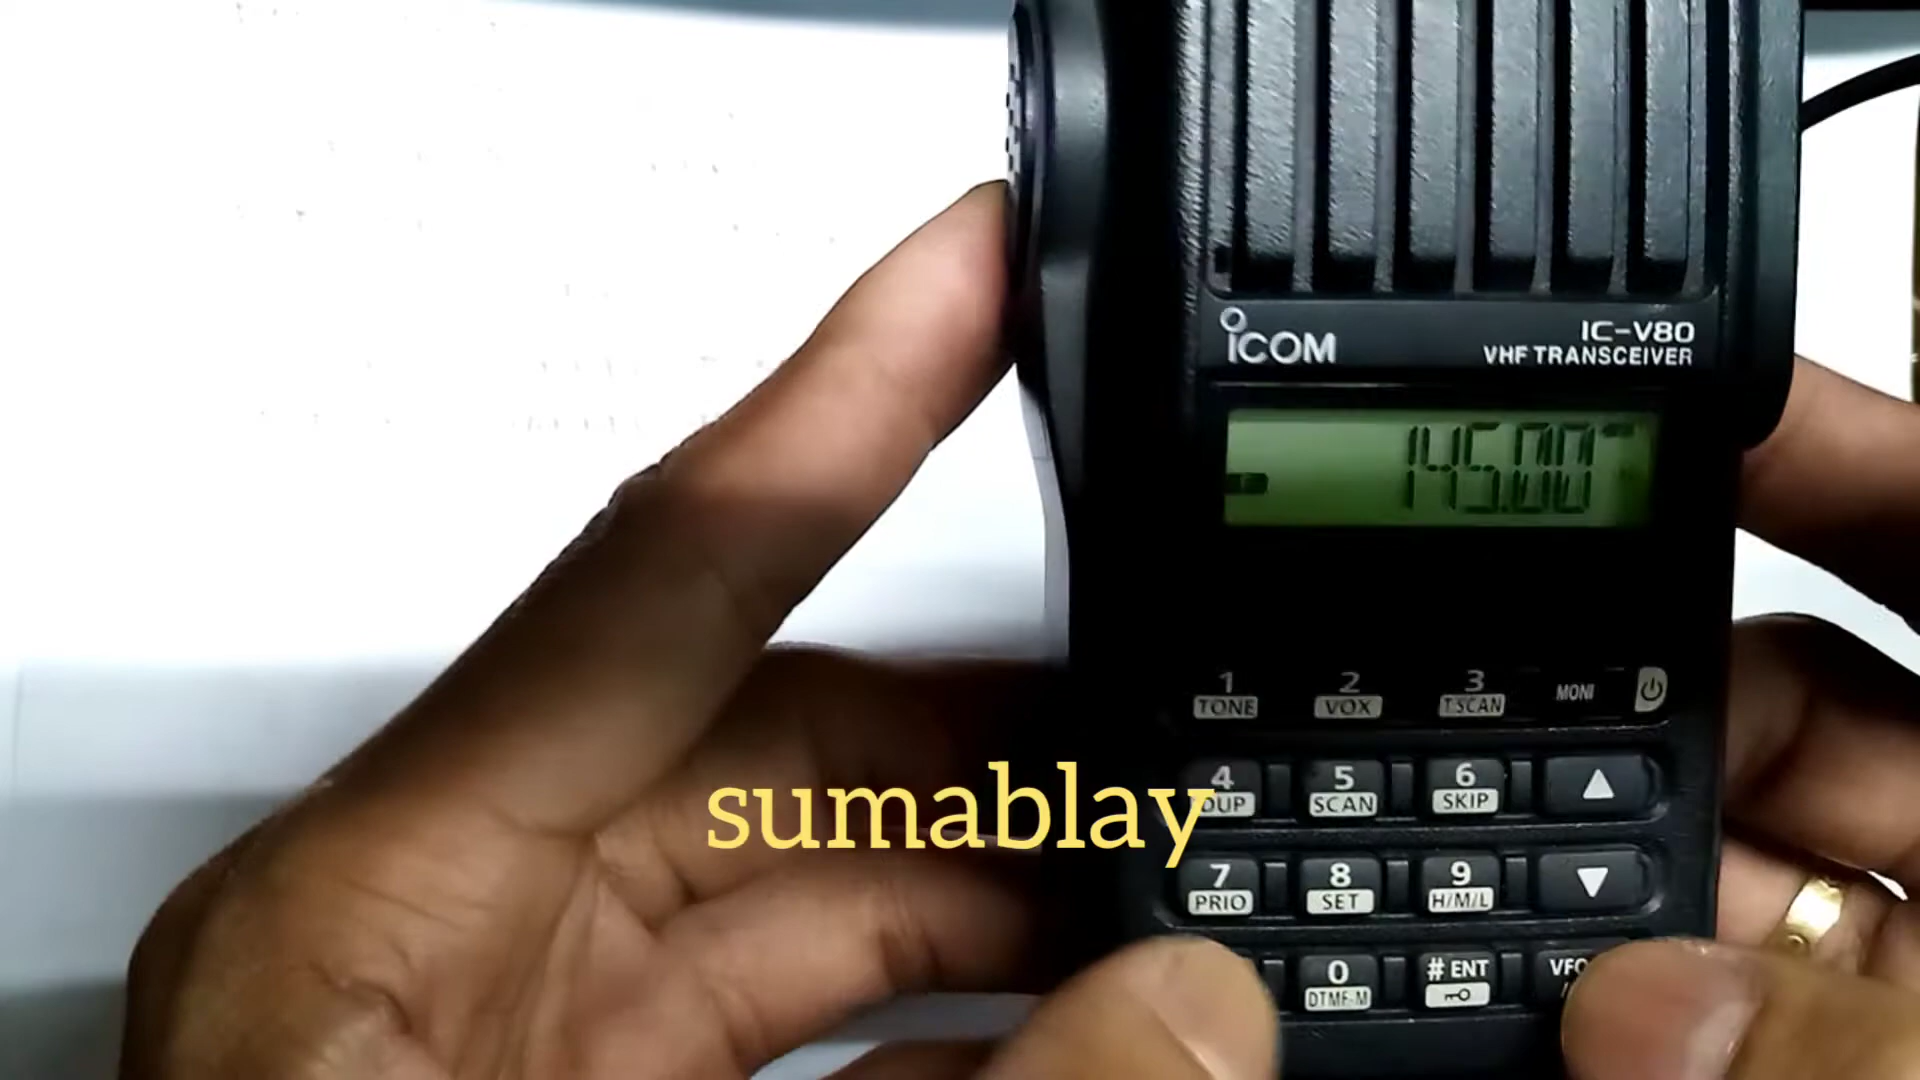 iCOM
IC-V80
VHF TRANSCEIVER
145.00
1 2 3 MONI
TONE VOX T.SCAN
4 5 6
DUP SCAN SKIP
sumablay
7 8 9
PRIO SET H/M/L
0 # ENT
DTMF-M